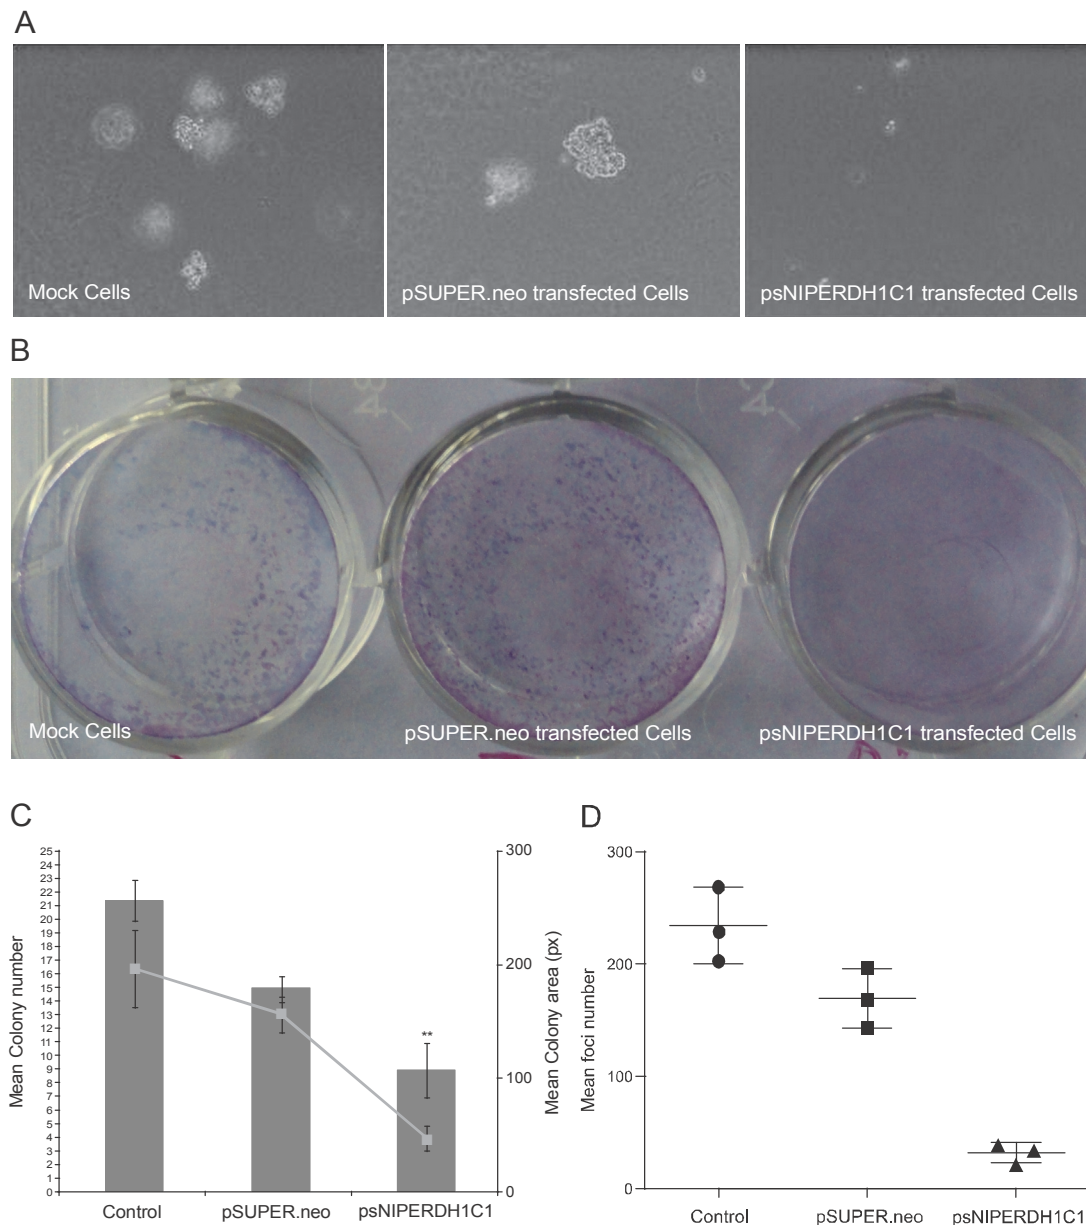 A
Mock Cells
pSUPER.neo transfected Cells
psNIPERDH1C1 transfected Cells
B
Mock Cells
pSUPER.neo transfected Cells
psNIPERDH1C1 transfected Cells
C
Mean Colony number
25
24
23
22
21
20
19
18
17
16
15
14
13
12
11
10
9
8
7
6
5
4
3
2
1
0
**
300
200
100
0
Mean Colony area (px)
Control
pSUPER.neo
psNIPERDH1C1
D
Mean foci number
300
200
100
0
Control
pSUPER.neo
psNIPERDH1C1